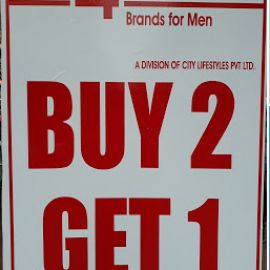 Brands for Men
A DIVISION OF CITY LIFESTYLES PVT LTD.
BUY 2
GET 1